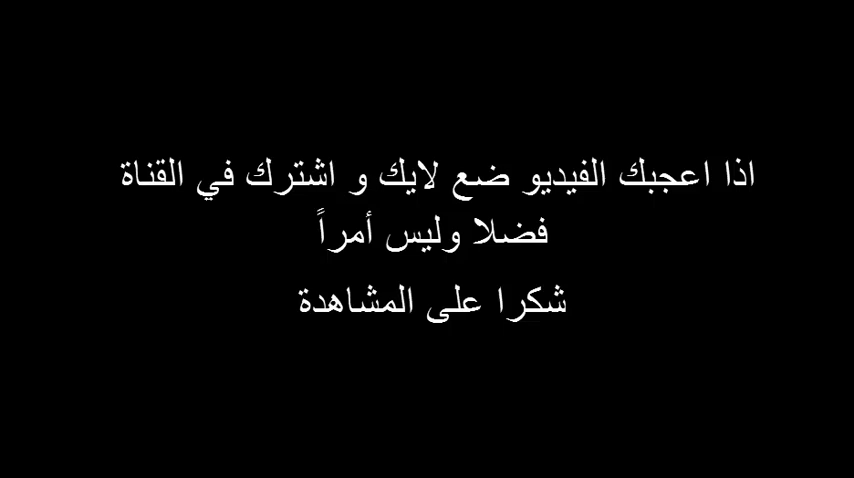 اذا اعجبك الفيديو ضع لايك و اشترك في القناة
فضلا وليس أمراً
شكرا على المشاهدة